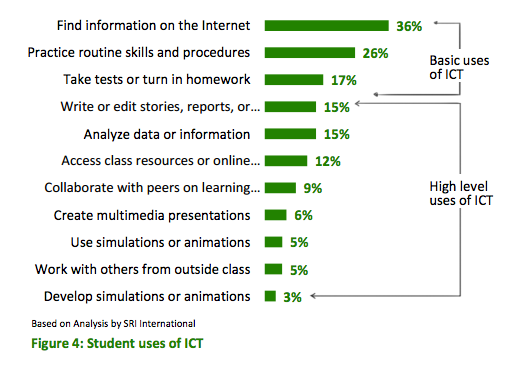 Find information on the Internet 36%
Practice routine skills and procedures 26%
Basic uses
of ICT
Take tests or turn in homework 17%
Write or edit stories, reports, or... 15%
Analyze data or information 15%
Access class resources or online... 12%
Collaborate with peers on learning... 9%
High level
uses of ICT
Create multimedia presentations 6%
Use simulations or animations 5%
Work with others from outside class 5%
Develop simulations or animations 3%
Based on Analysis by SRI International
Figure 4: Student uses of ICT